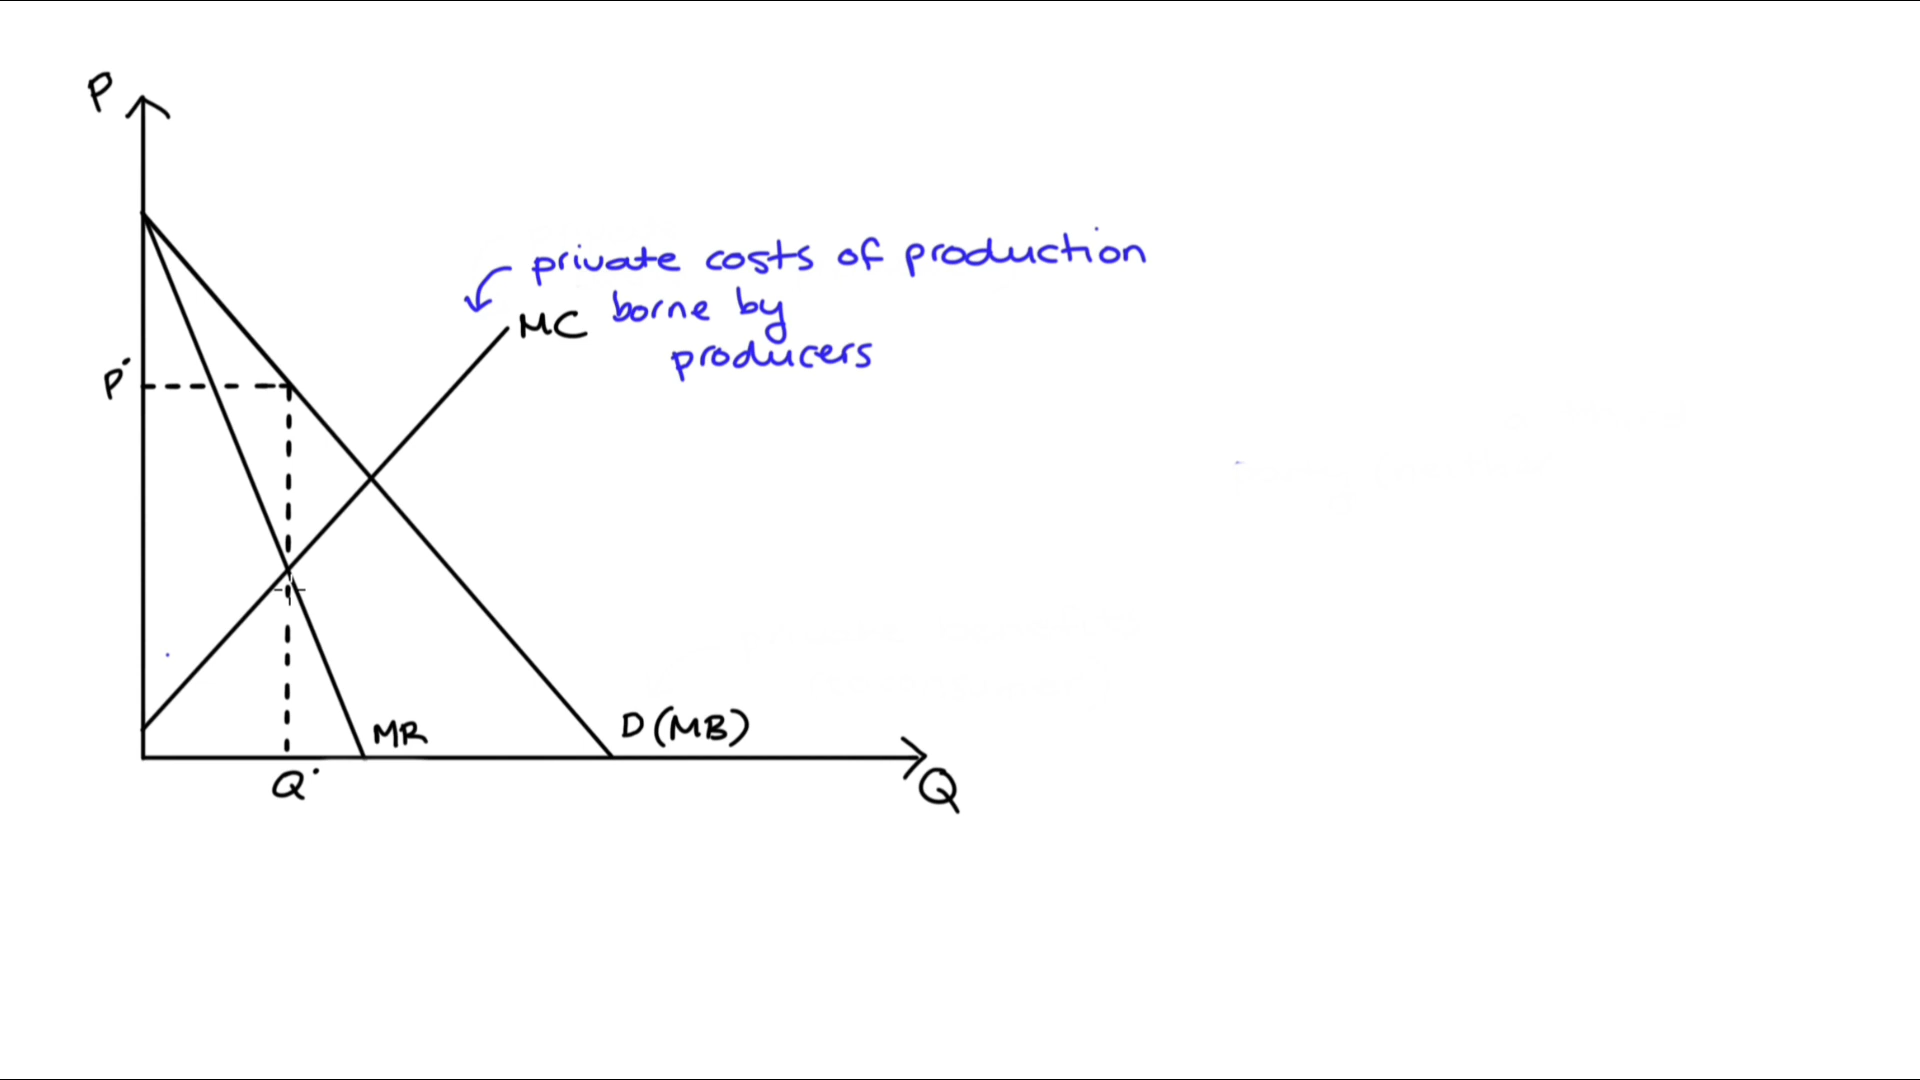 P
private costs of production
MC borne by
producers
P*
MR
D (MB)
Q*
Q